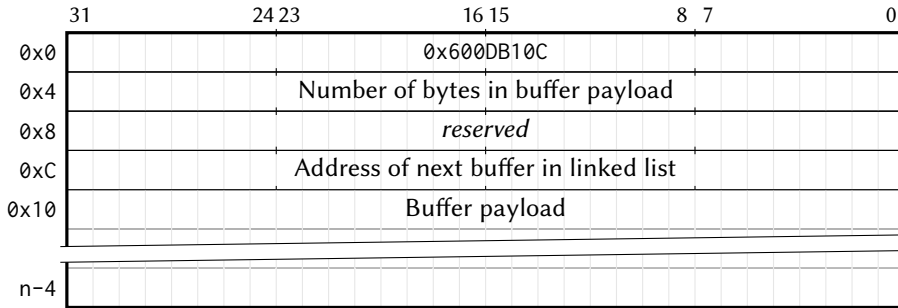 31 24 23 16 15 8 7 0
0x0 0x600DB10C
0x4 Number of bytes in buffer payload
0x8 reserved
0xC Address of next buffer in linked list
0x10 Buffer payload
n-4